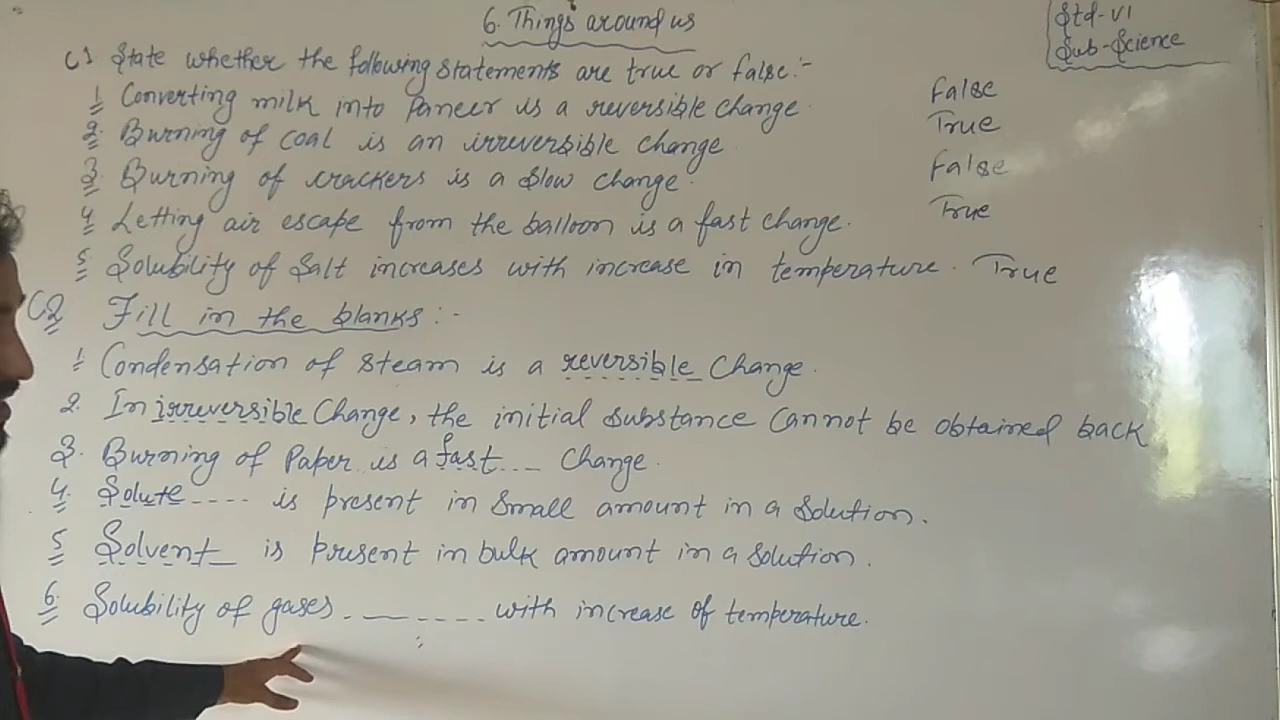 6. Things around us
Std-VI
Sub-Science
C1 State whether the following statements are true or false:-
1 Converting milk into Paneer is a reversible change. False
2. Burning of coal is an irreversible change True
3. Burning of crackers is a slow change. False
4 Letting air escape from the balloon is a fast change. True
5 Solubility of salt increases with increase in temperature. True
C2 Fill in the blanks:-
1. Condensation of steam is a reversible change.
2. In irreversible Change, the initial substance cannot be obtained back
3. Burning of Paper is a fast... change.
4. Solute---- is present in small amount in a solution.
5 Solvent_ is present in bulk amount in a solution.
6. Solubility of gases -------- with increase of temperature.